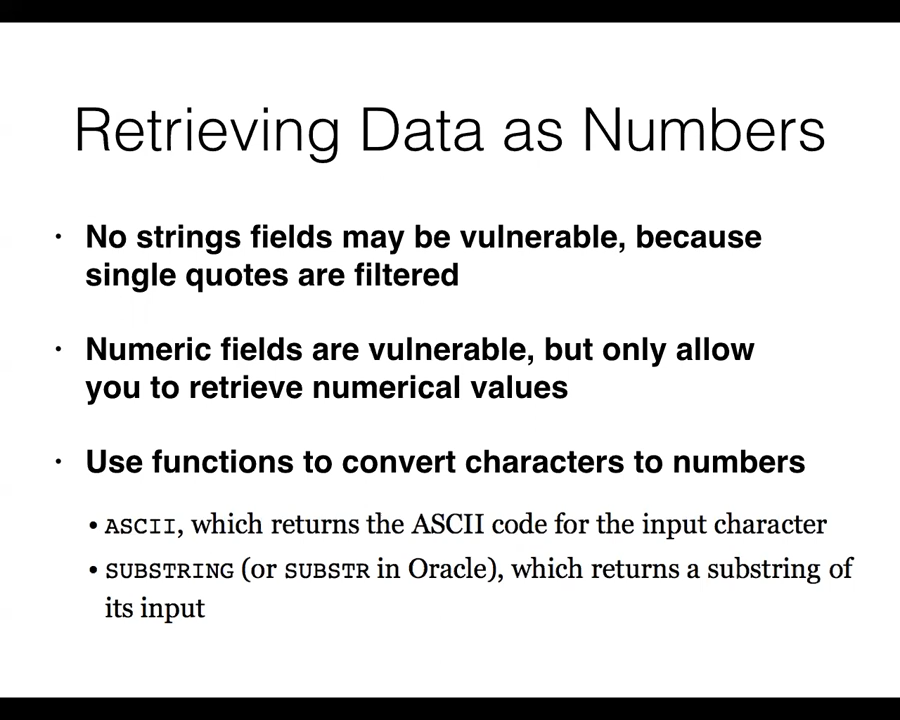 Retrieving Data as Numbers
• No strings fields may be vulnerable, because
single quotes are filtered
• Numeric fields are vulnerable, but only allow
you to retrieve numerical values
• Use functions to convert characters to numbers
• ASCII, which returns the ASCII code for the input character
• SUBSTRING (or SUBSTR in Oracle), which returns a substring of
its input